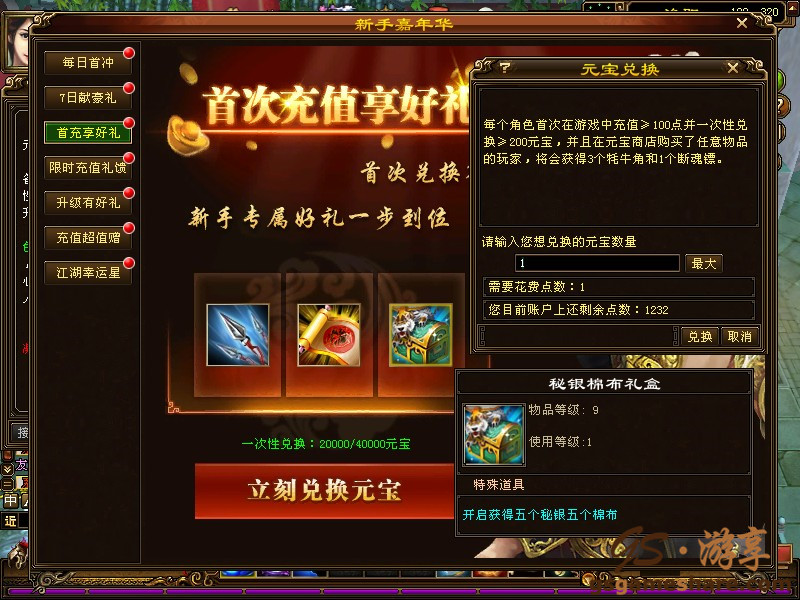 新手嘉年华
每日首冲
7日献豪礼
首充享好礼
限时充值礼馈
升级有好礼
充值超值赠
江湖幸运星
首次充值享好礼
首次兑换
新手专属好礼一步到位
一次性兑换：20000/40000元宝
立刻兑换元宝
元宝兑换
每个角色首次在游戏中充值≥100点并一次性兑
换≥200元宝，并且在元宝商店购买了任意物品
的玩家，将会获得3个牦牛角和1个断魂镖。
请输入您想兑换的元宝数量
1
最大
需要花费点数：1
您目前账户上还剩余点数：1232
兑换
取消
秘银棉布礼盒
物品等级: 9
使用等级:1
特殊道具
开启获得五个秘银五个棉布
接
友
申
近
游享